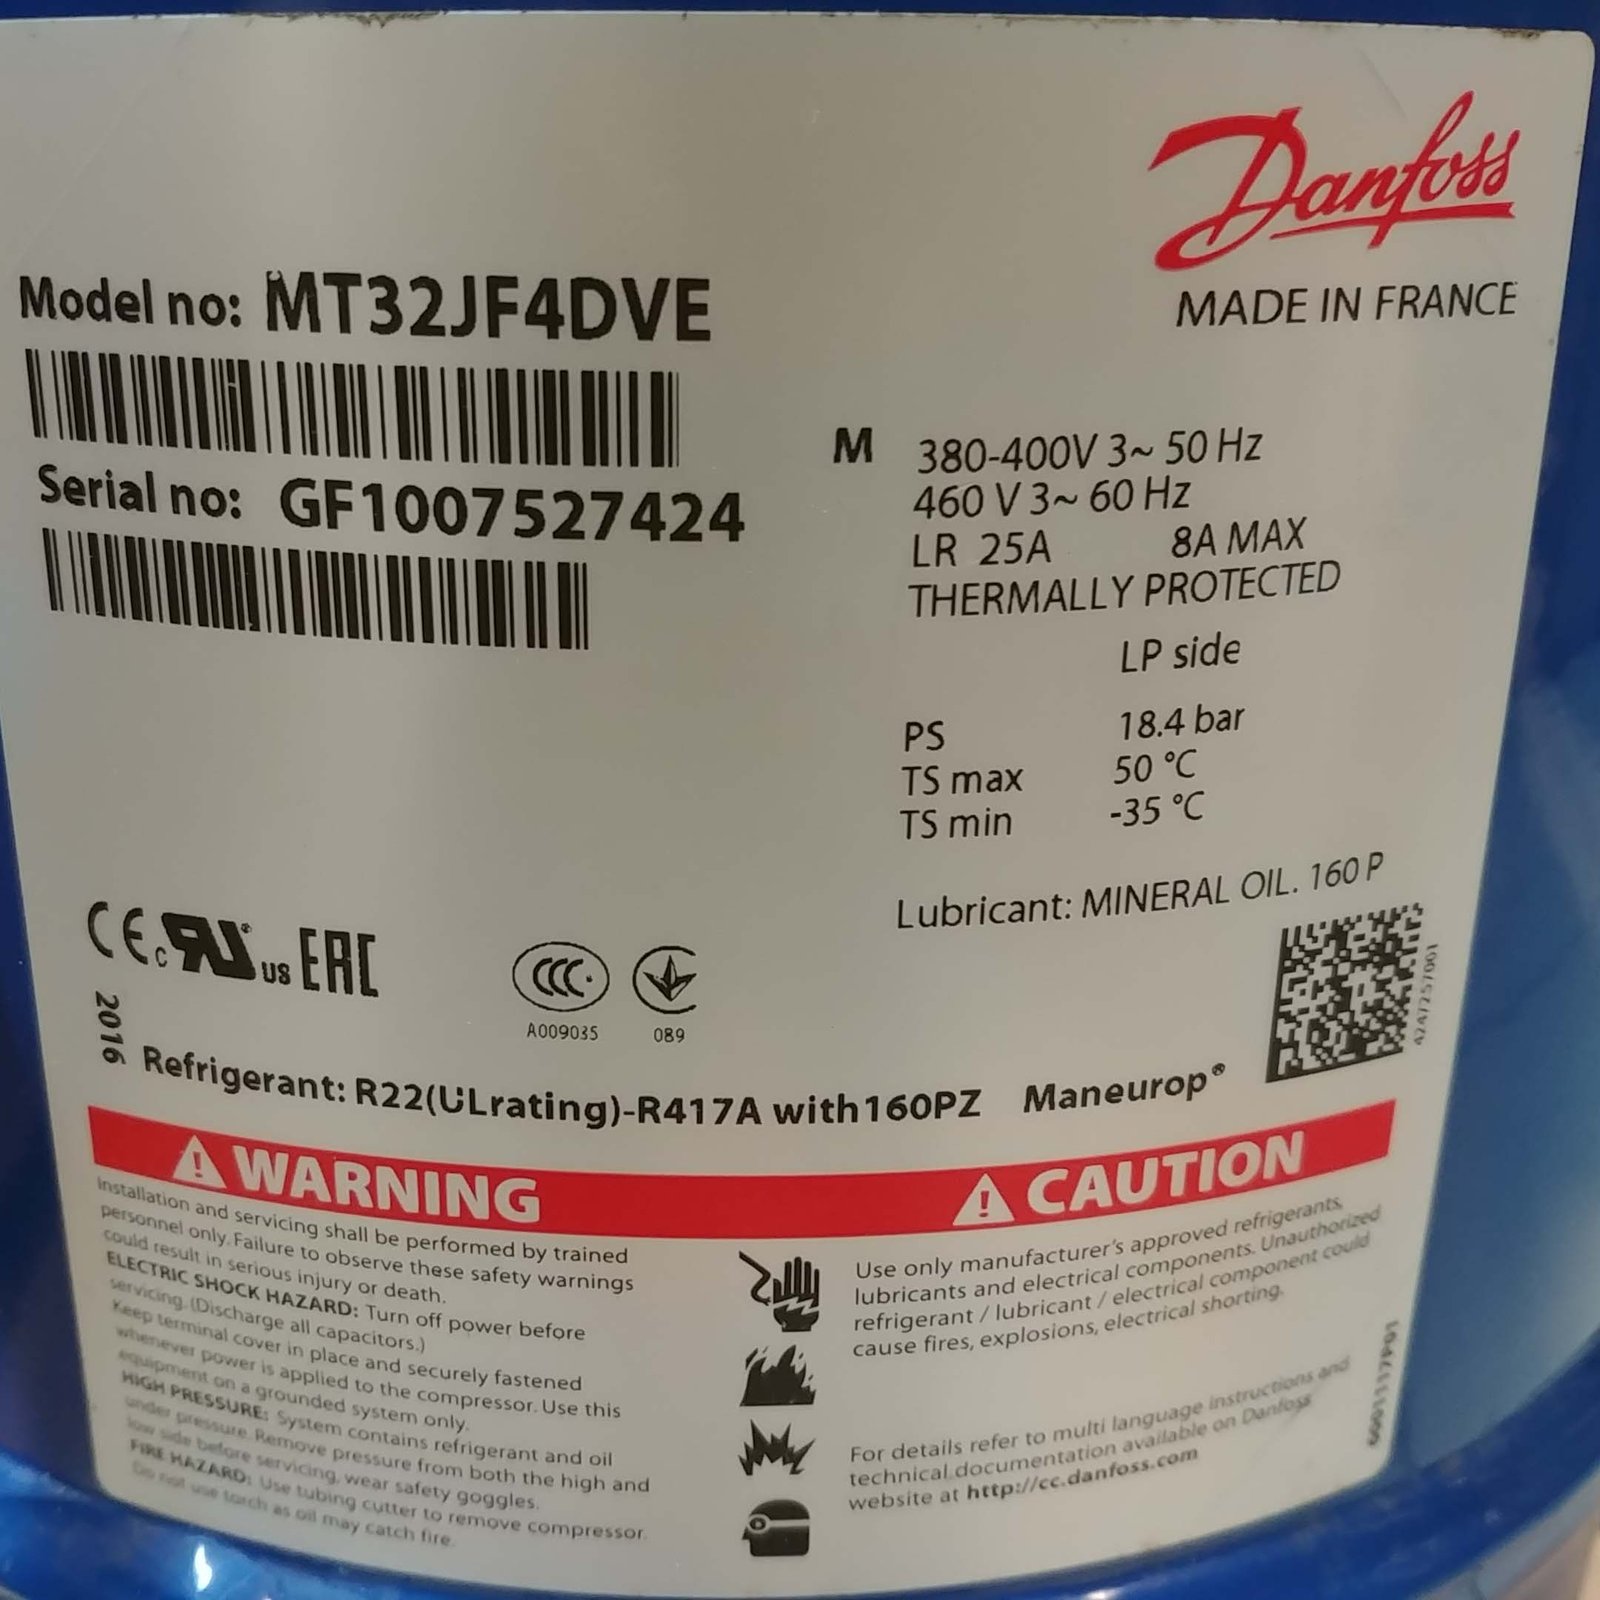 Danfoss
MADE IN FRANCE
Model no: MT32JF4DVE
Serial no: GF1007527424
M 380-400V 3~ 50 Hz
460 V 3~ 60 Hz
LR 25A 8A MAX
THERMALLY PROTECTED
LP side
PS 18.4 bar
TS max 50 °C
TS min -35 °C
Lubricant: MINERAL OIL. 160 P
CE c RU ® us EAC
CCC
A009035
089
2016
4247257001
Refrigerant: R22(ULrating)-R417A with160PZ Maneurop®
WARNING
Installation and servicing shall be performed by trained
personnel only. Failure to observe these safety warnings
could result in serious injury or death.
ELECTRIC SHOCK HAZARD: Turn off power before
servicing. (Discharge all capacitors.)
Keep terminal cover in place and securely fastened
whenever power is applied to the compressor. Use this
equipment on a grounded system only.
HIGH PRESSURE: System contains refrigerant and oil
under pressure. Remove pressure from both the high and
low side before servicing, wear safety goggles.
FIRE HAZARD: Use tubing cutter to remove compressor.
Do not use torch as oil may catch fire.
CAUTION
Use only manufacturer's approved refrigerants,
lubricants and electrical components. Unauthorized
refrigerant / lubricant / electrical component could
cause fires, explosions, electrical shorting.
For details refer to multi language instructions and
technical documentation available on Danfoss
website at http://cc.danfoss.com